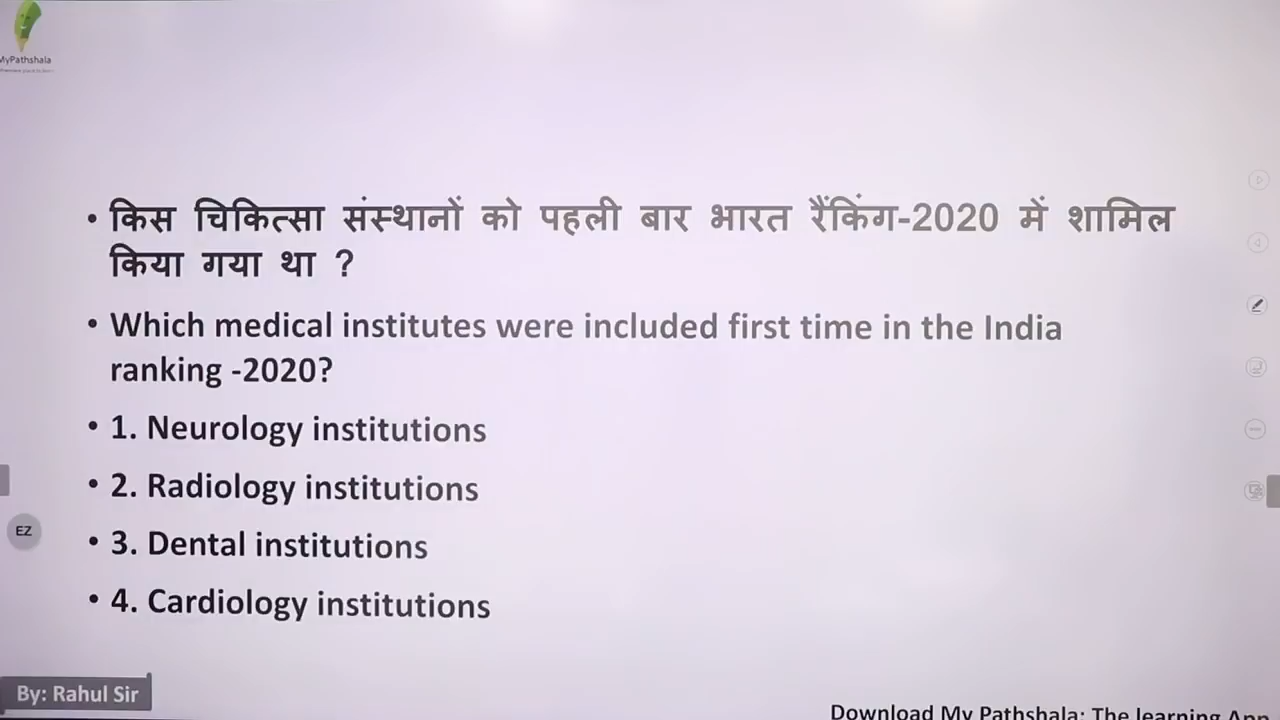 MyPathshala
• किस चिकित्सा संस्थानों को पहली बार भारत रैंकिंग-2020 में शामिल
किया गया था ?
• Which medical institutes were included first time in the India
ranking -2020?
• 1. Neurology institutions
• 2. Radiology institutions
• 3. Dental institutions
• 4. Cardiology institutions
EZ
By: Rahul Sir
Download My Pathshala: The learning App